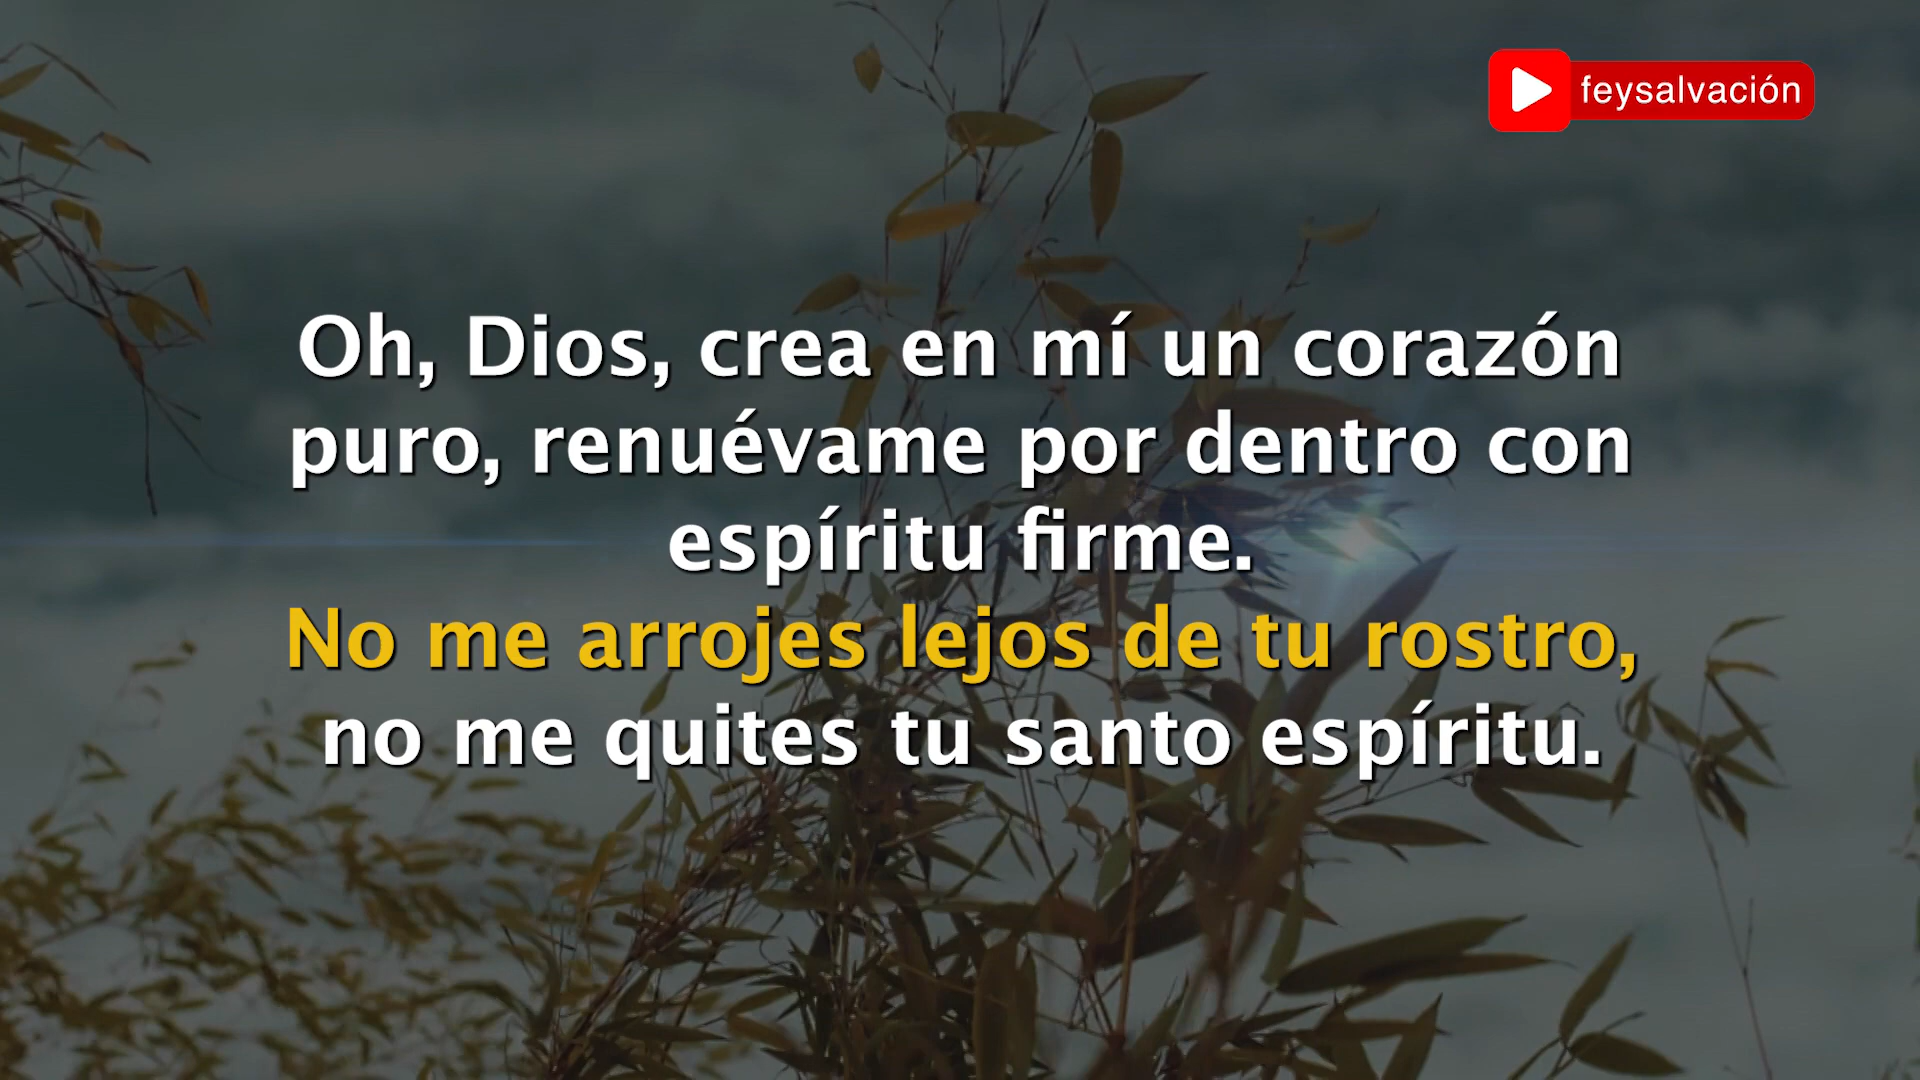 feysalvación
Oh, Dios, crea en mí un corazón
puro, renuévame por dentro con
espíritu firme.
No me arrojes lejos de tu rostro,
no me quites tu santo espíritu.